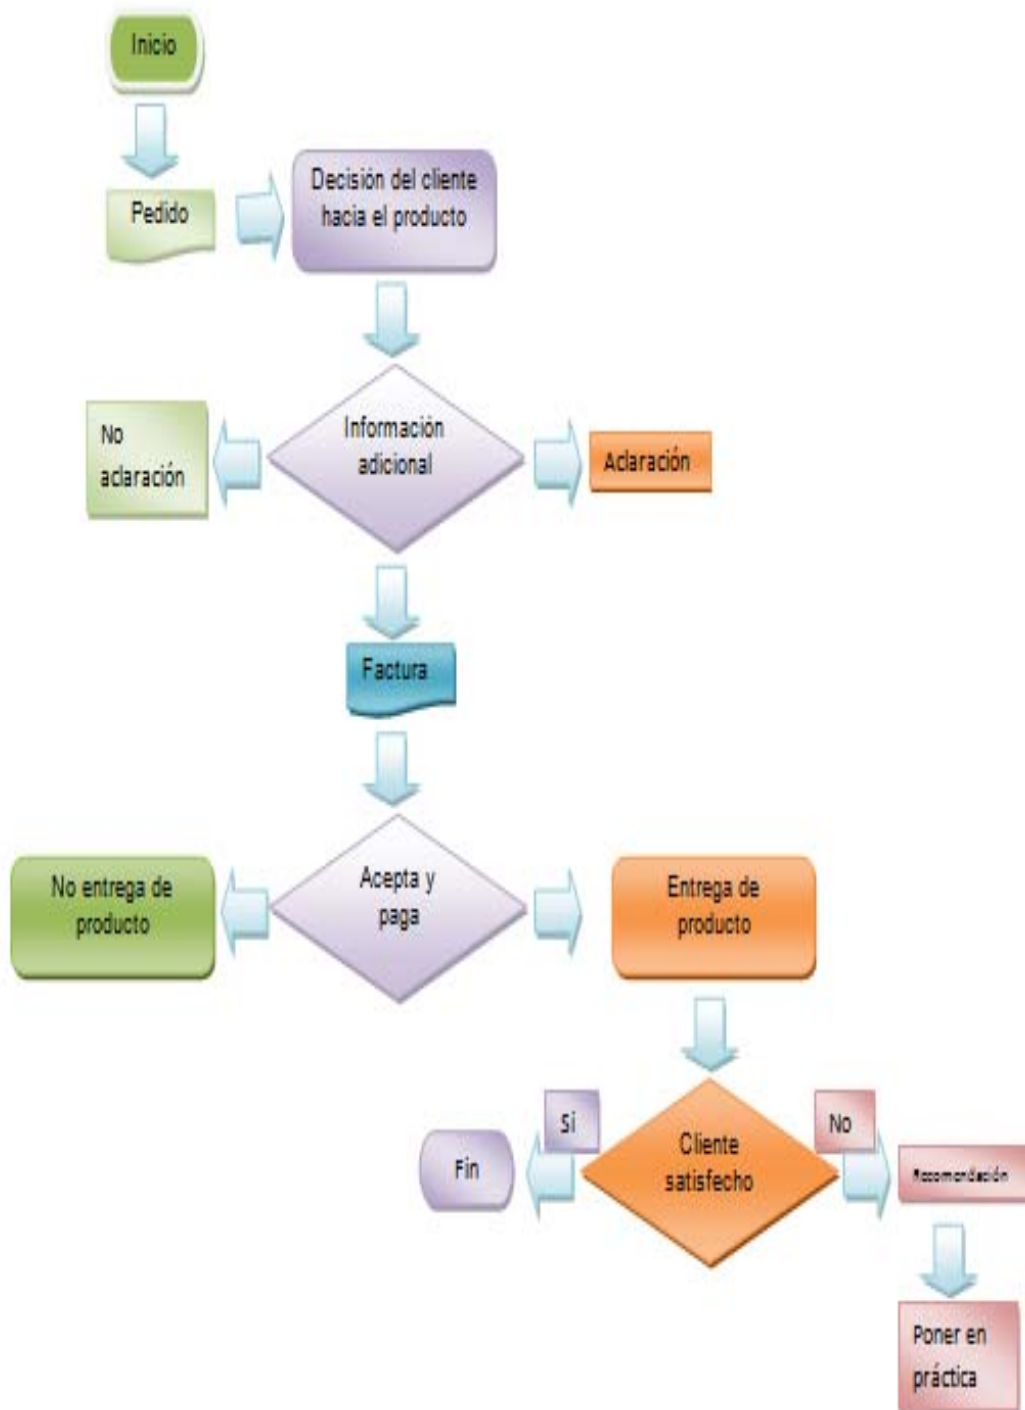 Inicio
Pedido
Decisión del cliente
hacia el producto
Información
adicional
No
aclaración
Aclaración
Factura
Acepta y
paga
No entrega de
producto
Entrega de
producto
Si
No
Cliente
satisfecho
Fin
Recomendación
Poner en
práctica